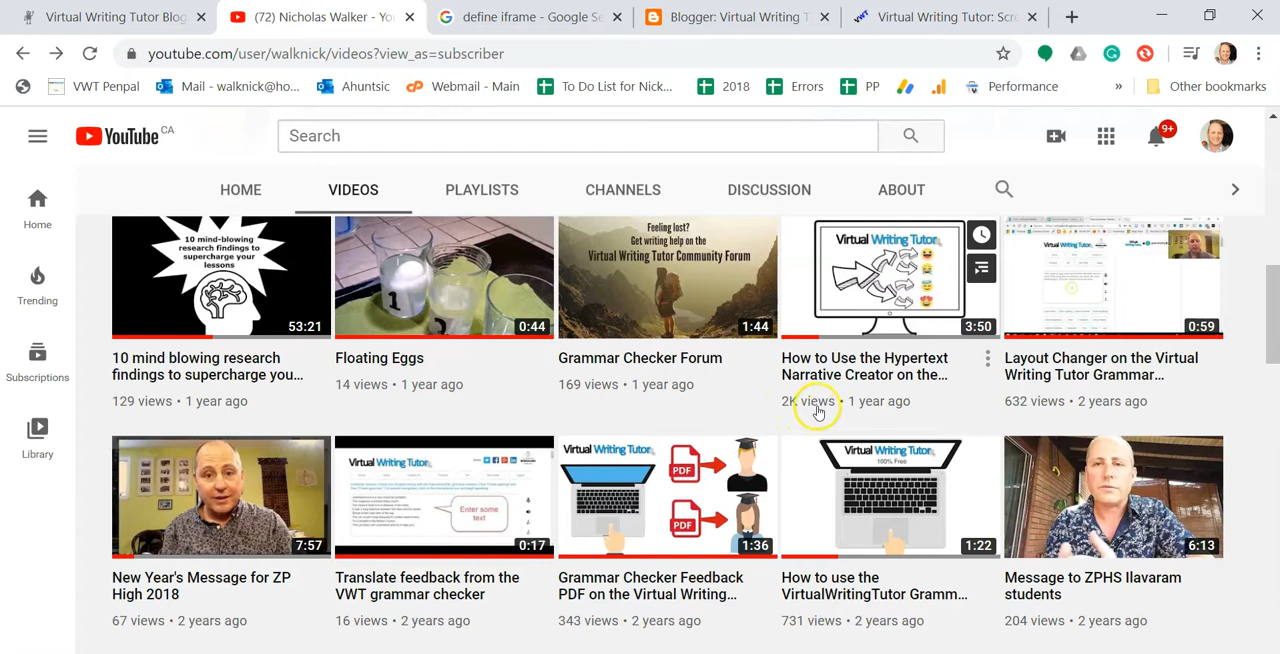 Virtual Writing Tutor Blog
(72) Nicholas Walker - Yo
define iframe - Google Se
Blogger: Virtual Writing T
Virtual Writing Tutor: Scre
youtube.com/user/walknick/videos?view_as=subscriber
VWT Penpal
Mail - walknick@ho...
Ahuntsic
Webmail - Main
To Do List for Nick...
2018
Errors
PP
Performance
»
Other bookmarks
YouTube CA
Search
9+
HOME
VIDEOS
PLAYLISTS
CHANNELS
DISCUSSION
ABOUT
Home
Trending
Subscriptions
Library
10 mind-blowing
research findings to
supercharge your
lessons
53:21
1
0:44
Feeling lost?
Get writing help on the
Virtual Writing Tutor Community Forum
1:44
Virtual Writing Tutor
3:50
0:59
10 mind blowing research
findings to supercharge you...
129 views • 1 year ago
Floating Eggs
14 views • 1 year ago
Grammar Checker Forum
169 views • 1 year ago
How to Use the Hypertext
Narrative Creator on the...
2K views • 1 year ago
Layout Changer on the Virtual
Writing Tutor Grammar...
632 views • 2 years ago
7:57
Virtual Writing Tutor
Enter some
text
0:17
Virtual Writing Tutor
PDF
PDF
1:36
Virtual Writing Tutor
100% Free
1:22
6:13
New Year's Message for ZP
High 2018
67 views • 2 years ago
Translate feedback from the
VWT grammar checker
16 views • 2 years ago
Grammar Checker Feedback
PDF on the Virtual Writing...
343 views • 2 years ago
How to use the
VirtualWritingTutor Gramm...
731 views • 2 years ago
Message to ZPHS Ilavaram
students
204 views • 2 years ago